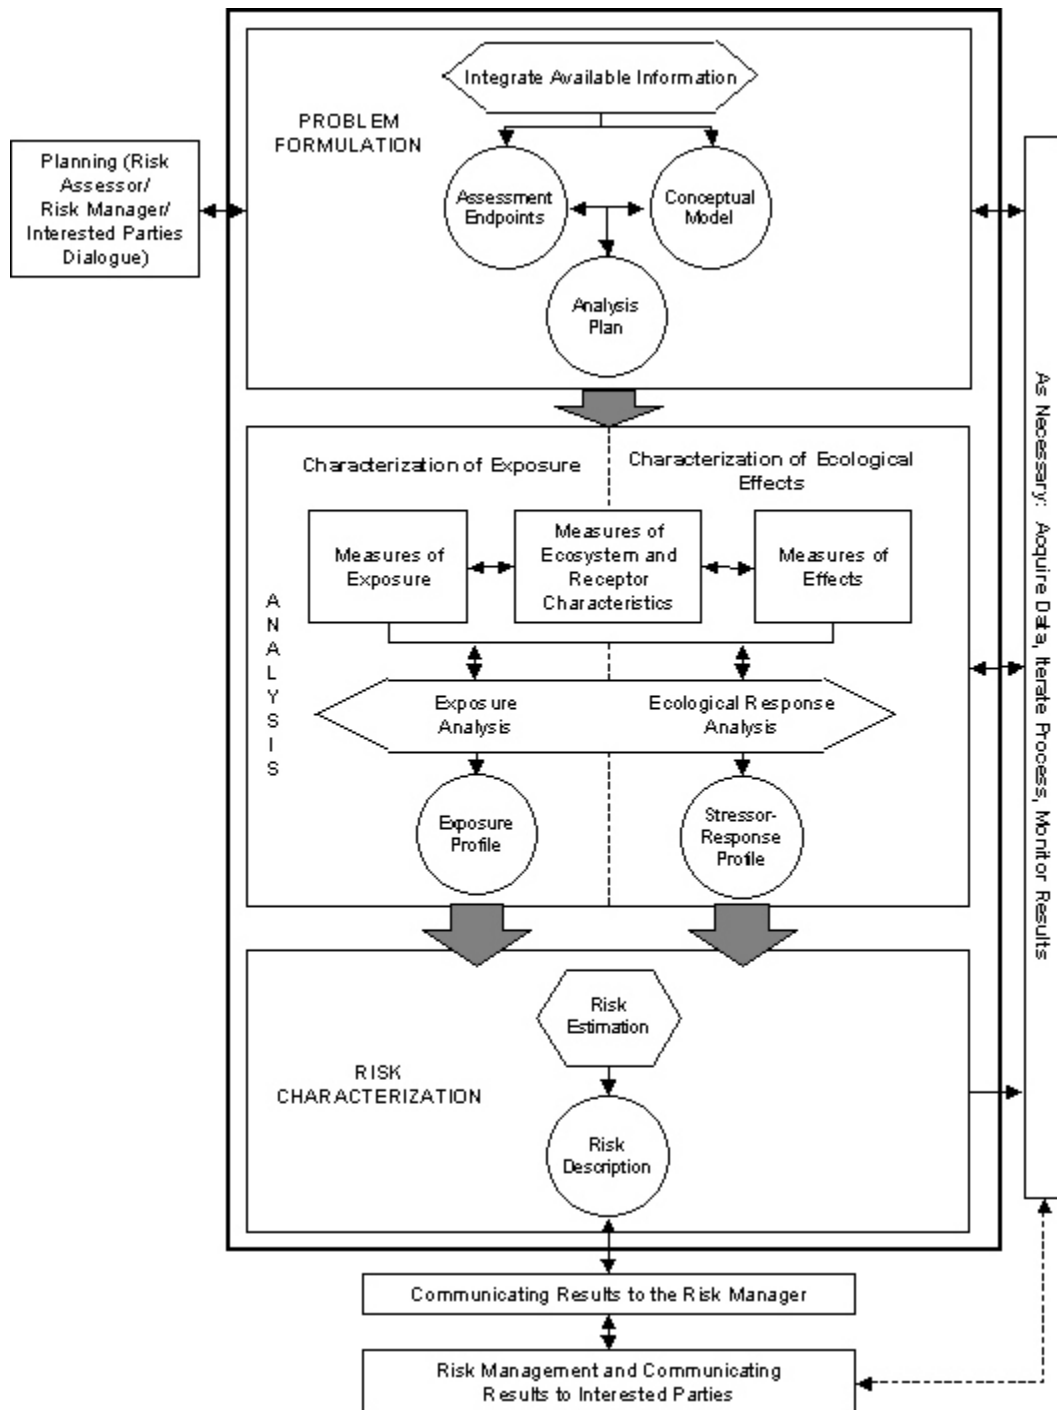 Integrate Available Information
PROBLEM
FORMULATION
Planning (Risk
Assessor/
Risk Manager/
Interested Parties
Dialogue)
Assessment
Endpoints
Conceptual
Model
Analysis
Plan
As Necessary: Acquire Data, Iterate Process, Monitor Results
Characterization of Exposure
Characterization of Ecological
Effects
Measures of
Exposure
Measures of
Ecosystem and
Receptor
Characteristics
Measures of
Effects
ANALYSIS
Exposure
Analysis
Ecological Response
Analysis
Exposure
Profile
Stressor-
Response
Profile
Risk
Estimation
RISK
CHARACTERIZATION
Risk
Description
Communicating Results to the Risk Manager
Risk Management and Communicating
Results to Interested Parties